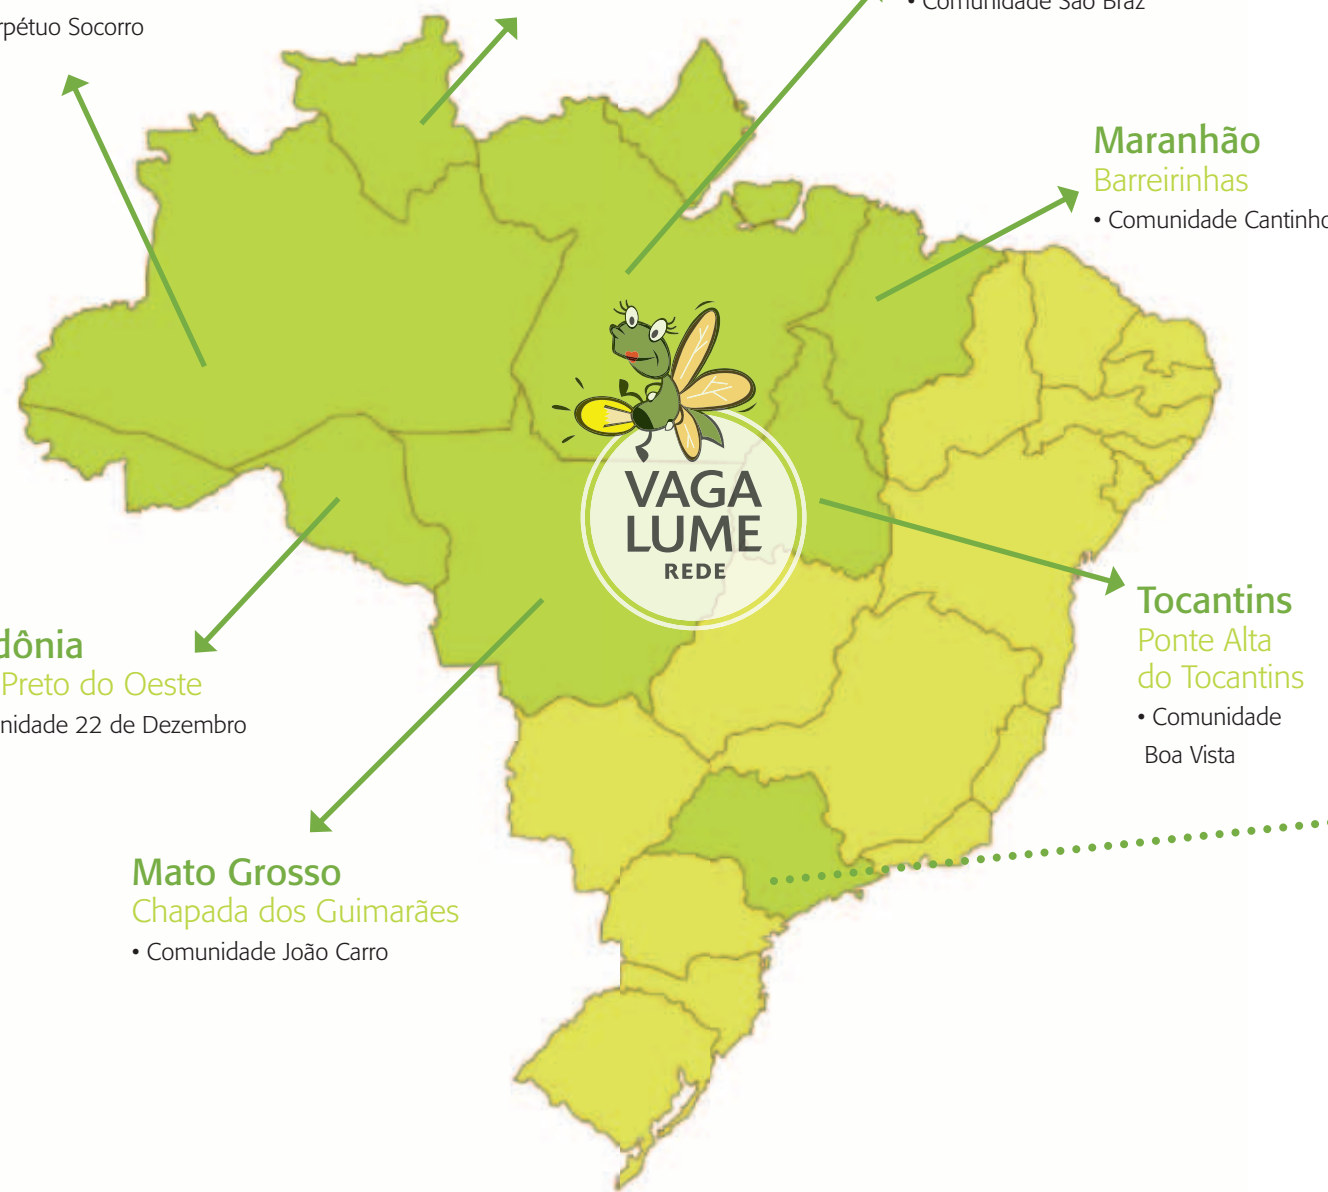 rpétuo Socorro
• Comunidade São Braz
Maranhão
Barreirinhas
• Comunidade Cantinho
VAGA
LUME
REDE
Tocantins
Ponte Alta
do Tocantins
• Comunidade
Boa Vista
dônia
Preto do Oeste
nidade 22 de Dezembro
Mato Grosso
Chapada dos Guimarães
• Comunidade João Carro